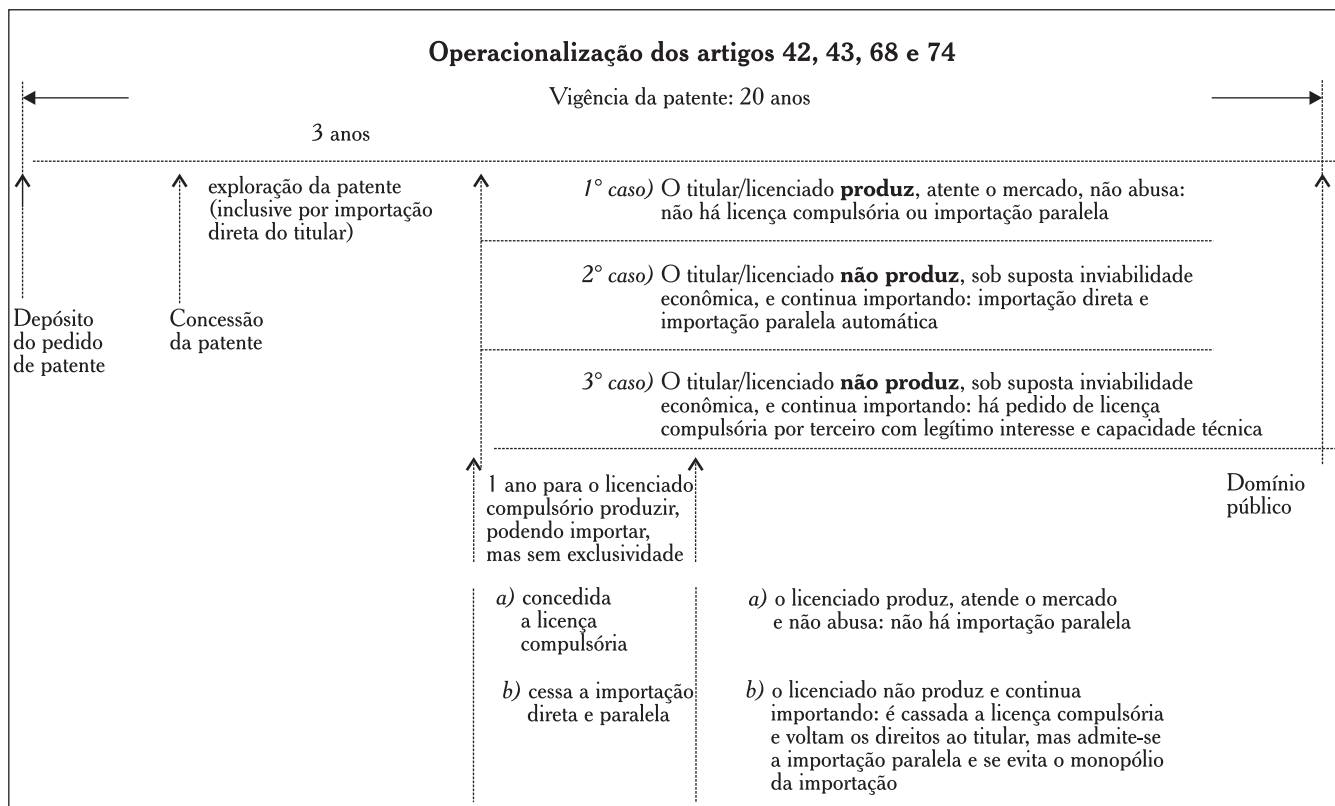 Operacionalização dos artigos 42, 43, 68 e 74
Vigência da patente: 20 anos
3 anos
exploração da patente
(inclusive por importação
direta do titular)
Depósito
do pedido
de patente
Concessão
da patente
1° caso) O titular/licenciado produz, atente o mercado, não abusa:
não há licença compulsória ou importação paralela
2° caso) O titular/licenciado não produz, sob suposta inviabilidade
econômica, e continua importando: importação direta e
importação paralela automática
3° caso) O titular/licenciado não produz, sob suposta inviabilidade
econômica, e continua importando: há pedido de licença
compulsória por terceiro com legítimo interesse e capacidade técnica
1 ano para o licenciado
compulsório produzir,
podendo importar,
mas sem exclusividade
Domínio
público
a) concedida
a licença
compulsória
b) cessa a importação
direta e paralela
a) o licenciado produz, atende o mercado
e não abusa: não há importação paralela
b) o licenciado não produz e continua
importando: é cassada a licença compulsória
e voltam os direitos ao titular, mas admite-se
a importação paralela e se evita o monopólio
da importação